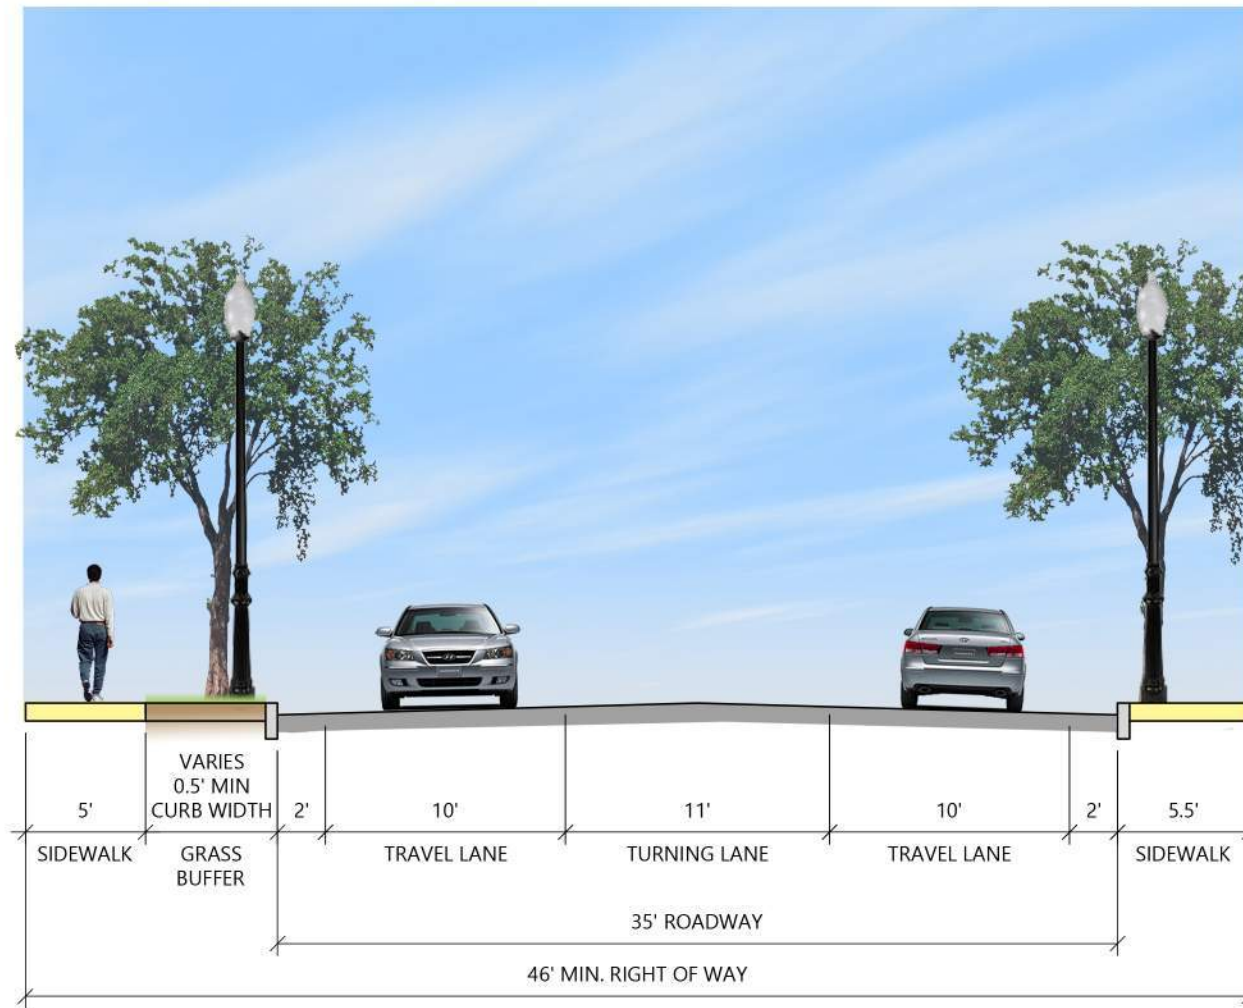 VARIES
0.5' MIN
CURB WIDTH
5'
2'
10'
11'
10'
2'
5.5'
SIDEWALK
GRASS
BUFFER
TRAVEL LANE
TURNING LANE
TRAVEL LANE
SIDEWALK
35' ROADWAY
46' MIN. RIGHT OF WAY